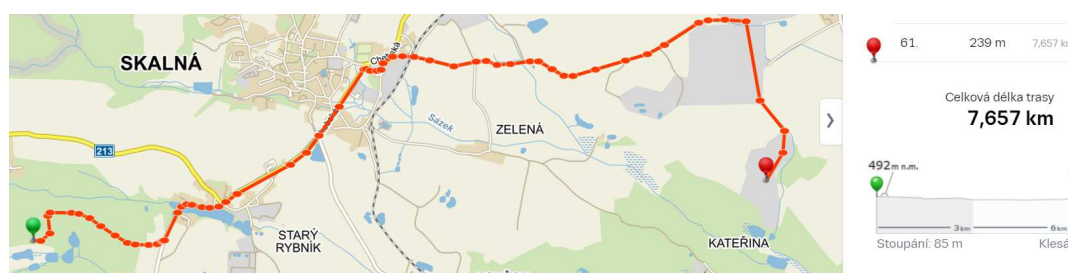 SKALNÁ
213
Sázek
ZELENÁ
STARÝ
RYBNÍK
KATEŘINA
61. 239 m 7,657 km
Celková délka trasy
7,657 km
492 m n.m.
3 km 6 km
Stoupání: 85 m Klesá